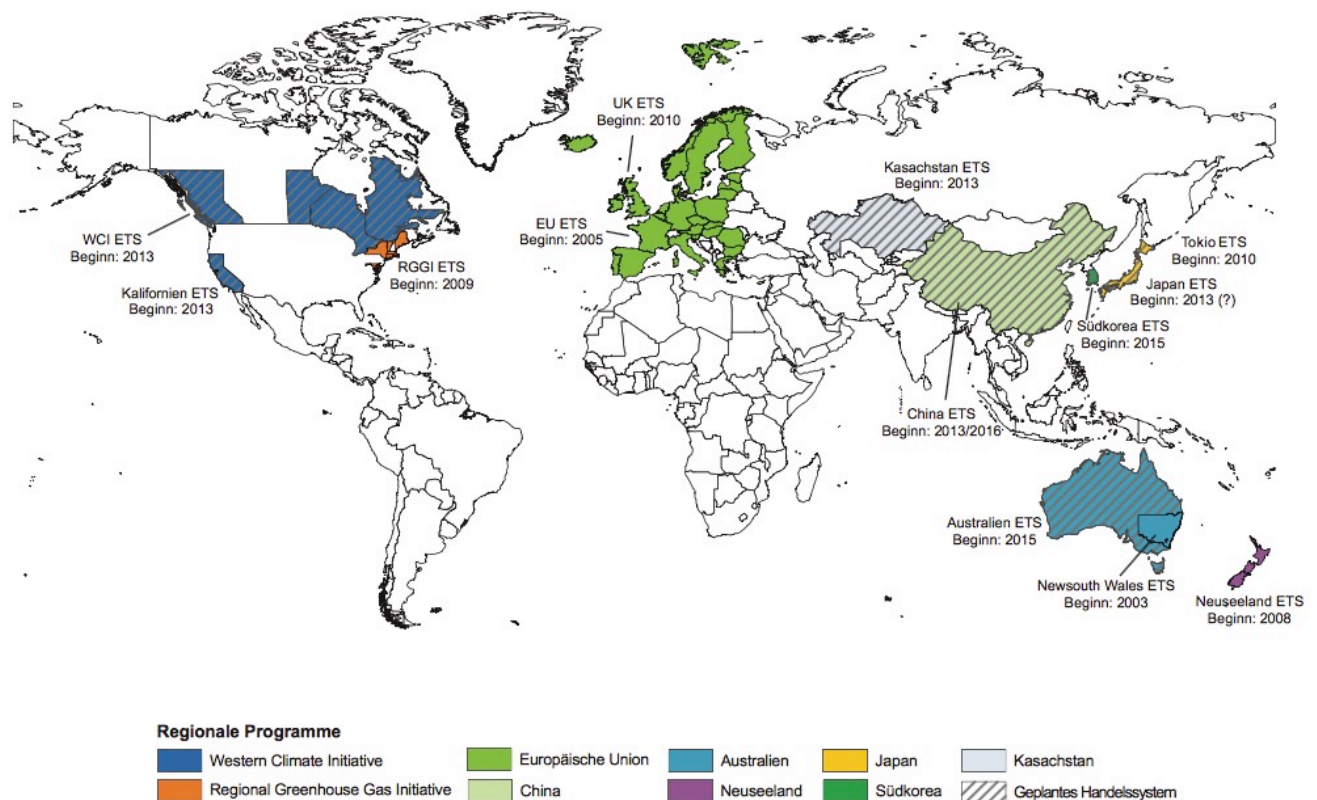 UK ETS
Beginn: 2010
Kasachstan ETS
Beginn: 2013
EU ETS
Beginn: 2005
WCI ETS
Beginn: 2013
RGGI ETS
Beginn: 2009
Kalifornien ETS
Beginn: 2013
Tokio ETS
Beginn: 2010
Japan ETS
Beginn: 2013 (?)
Südkorea ETS
Beginn: 2015
China ETS
Beginn: 2013/2016
Australien ETS
Beginn: 2015
Newsouth Wales ETS
Beginn: 2003
Neuseeland ETS
Beginn: 2008
Regionale Programme
Western Climate Initiative
Europäische Union
Australien
Japan
Kasachstan
Regional Greenhouse Gas Initiative
China
Neuseeland
Südkorea
Geplantes Handelssystem